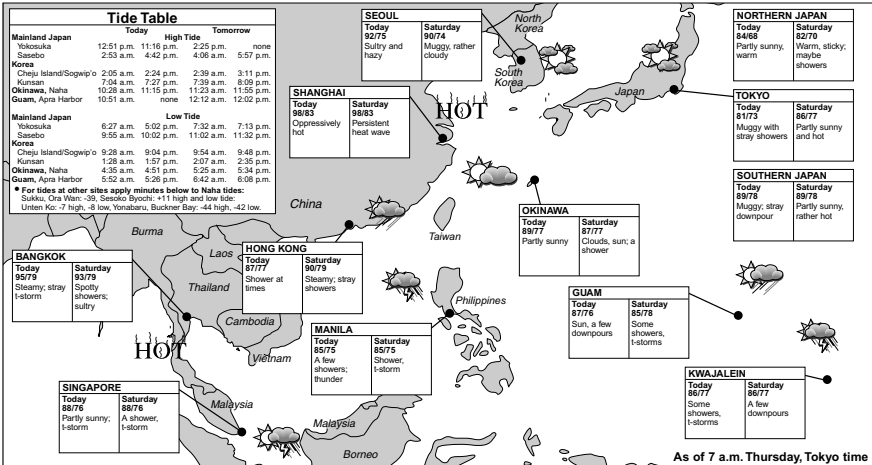 Tide Table
Today Tomorrow
Mainland Japan High Tide
Yokosuka 12:51 p.m. 11:16 p.m. 2:25 p.m. none
Sasebo 2:53 a.m. 4:42 p.m. 4:06 a.m. 5:57 p.m.
Korea
Cheju Island/Sogwip'o 2:05 a.m. 2:24 p.m. 2:39 a.m. 3:11 p.m.
Kunsan 7:04 a.m. 7:27 p.m. 7:39 a.m. 8:09 p.m.
Okinawa, Naha 10:28 a.m. 11:15 p.m. 11:23 a.m. 11:55 p.m.
Guam, Apra Harbor 10:51 a.m. none 12:12 a.m. 12:02 p.m.
Mainland Japan Low Tide
Yokosuka 6:27 a.m. 5:02 p.m. 7:32 a.m. 7:13 p.m.
Sasebo 9:55 a.m. 10:02 p.m. 11:02 a.m. 11:32 p.m.
Korea
Cheju Island/Sogwip'o 9:28 a.m. 9:04 p.m. 9:54 a.m. 9:48 p.m.
Kunsan 1:28 a.m. 1:57 p.m. 2:07 a.m. 2:35 p.m.
Okinawa, Naha 4:35 a.m. 4:51 p.m. 5:25 a.m. 5:34 p.m.
Guam, Apra Harbor 5:52 a.m. 5:26 p.m. 6:42 a.m. 6:08 p.m.
• For tides at other sites apply minutes below to Naha tides:
Sukku, Ora Wan: -39, Sesoko Byochi: +11 high and low tide:
Unten Ko: -7 high, -8 low, Yonabaru, Buckner Bay: -44 high, -42 low.
SEOUL
Today Saturday
92/75 90/74
Sultry and Muggy, rather
hazy cloudy
North
Korea
South
Korea
Japan
NORTHERN JAPAN
Today Saturday
84/68 82/70
Partly sunny, Warm, sticky;
warm maybe
showers
SHANGHAI
Today Saturday
98/83 98/83
Oppressively Persistent
hot heat wave
HOT
TOKYO
Today Saturday
81/73 86/77
Muggy with Partly sunny
stray showers and hot
SOUTHERN JAPAN
Today Saturday
89/78 89/78
Muggy; stray Partly sunny,
downpour rather hot
China
Taiwan
OKINAWA
Today Saturday
89/77 87/77
Partly sunny Clouds, sun; a
shower
Burma
Laos
Thailand
Cambodia
Vietnam
BANGKOK
Today Saturday
95/79 93/79
Steamy; stray Spotty
t-storm showers;
sultry
HOT
HONG KONG
Today Saturday
87/77 90/79
Shower at Steamy; stray
times showers
Philippines
MANILA
Today Saturday
85/75 85/75
A few Shower,
showers; t-storm
thunder
GUAM
Today Saturday
87/76 85/78
Sun, a few Some
downpours showers,
t-storms
KWAJALEIN
Today Saturday
86/77 86/77
Some A few
showers, downpours
t-storms
SINGAPORE
Today Saturday
88/76 88/76
Partly sunny; A shower,
t-storm t-storm
Malaysia
Malaysia
Borneo
As of 7 a.m. Thursday, Tokyo time